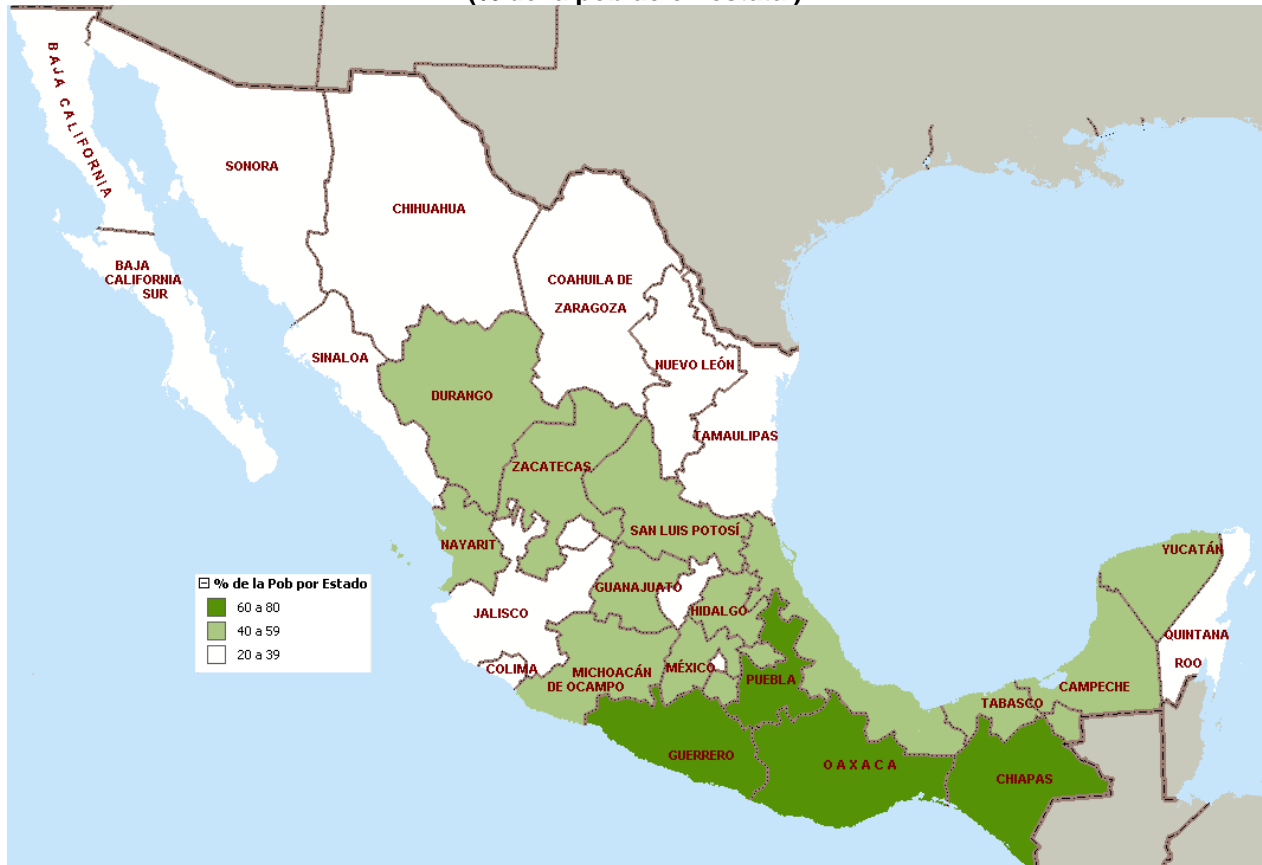 BAJA CALIFORNIA
SONORA
CHIHUAHUA
BAJA
CALIFORNIA
SUR
COAHUILA DE
ZARAGOZA
SINALOA
NUEVO LEÓN
DURANGO
TAMAULIPAS
ZACATECAS
SAN LUIS POTOSÍ
NAYARIT
YUCATÁN
% de la Pob por Estado
60 a 80
40 a 59
20 a 39
GUANAJUATO
HIDALGO
JALISCO
QUINTANA
ROO
COLIMA
MICHOACÁN
DE OCAMPO
MÉXICO
PUEBLA
CAMPECHE
TABASCO
GUERRERO
OAXACA
CHIAPAS